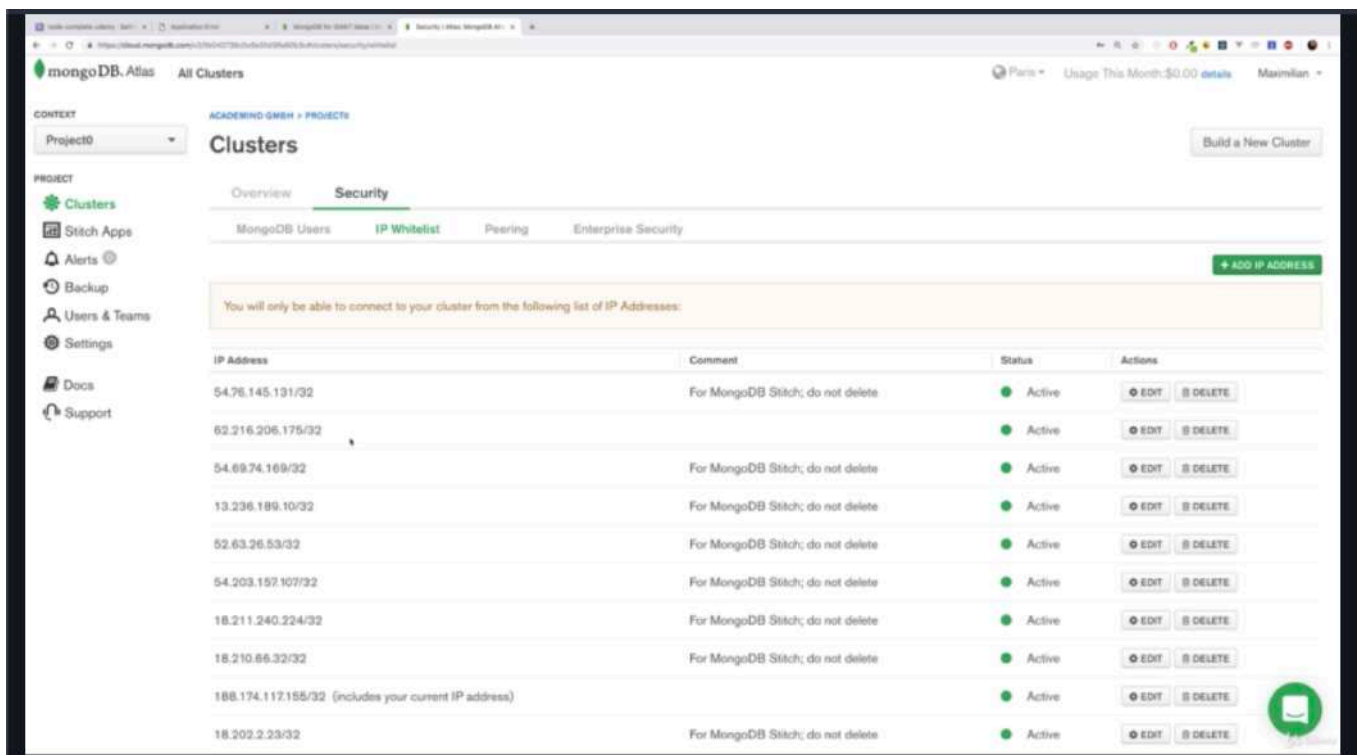 mongoDB. Atlas All Clusters Paris Usage This Month:$0.00 details Maximilian
CONTEXT
Project0
ACADEMIND GMBH > PROJECT0
Clusters
Build a New Cluster
PROJECT
Clusters
Stitch Apps
Alerts
Backup
Users & Teams
Settings
Docs
Support
Overview Security
MongoDB Users IP Whitelist Peering Enterprise Security
+ ADD IP ADDRESS
You will only be able to connect to your cluster from the following list of IP Addresses:
IP Address Comment Status Actions
54.76.145.131/32 For MongoDB Stitch; do not delete Active EDIT DELETE
62.216.206.175/32 Active EDIT DELETE
54.69.74.169/32 For MongoDB Stitch; do not delete Active EDIT DELETE
13.236.189.10/32 For MongoDB Stitch; do not delete Active EDIT DELETE
52.63.26.53/32 For MongoDB Stitch; do not delete Active EDIT DELETE
54.203.157.107/32 For MongoDB Stitch; do not delete Active EDIT DELETE
18.211.240.224/32 For MongoDB Stitch; do not delete Active EDIT DELETE
18.210.66.32/32 For MongoDB Stitch; do not delete Active EDIT DELETE
188.174.117.155/32 (includes your current IP address) Active EDIT DELETE
18.202.2.23/32 For MongoDB Stitch; do not delete Active EDIT DELETE